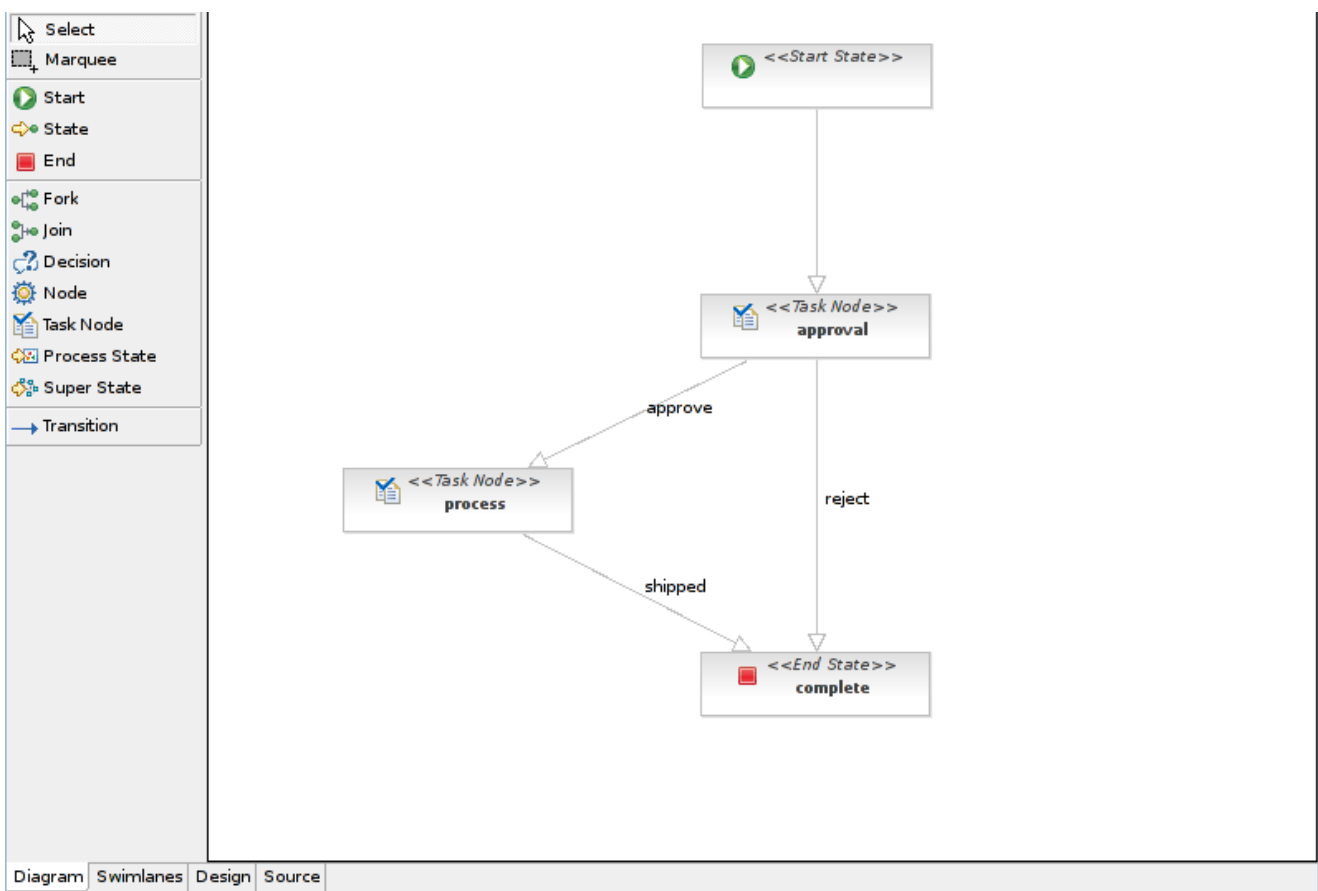 Select
Marquee
Start
State
End
Fork
Join
Decision
Node
Task Node
Process State
Super State
Transition
<<Start State>>
<<Task Node>>
approval
approve
<<Task Node>>
process
reject
shipped
<<End State>>
complete
Diagram Swimlanes Design Source